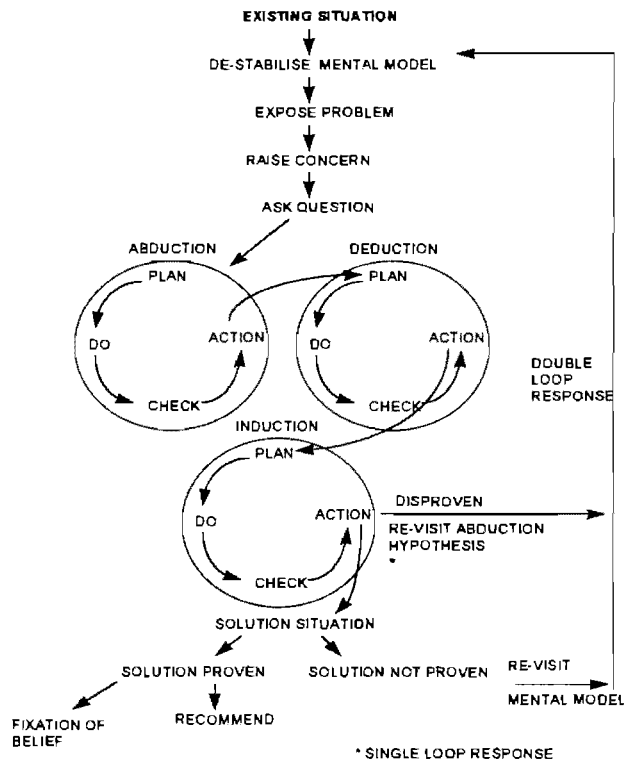 EXISTING SITUATION
DE-STABILISE MENTAL MODEL
EXPOSE PROBLEM
RAISE CONCERN
ASK QUESTION
ABDUCTION
DEDUCTION
PLAN
PLAN
DO
ACTION
DO
ACTION
CHECK
CHECK
DOUBLE
LOOP
RESPONSE
INDUCTION
PLAN
DO
ACTION
CHECK
DISPROVEN
RE-VISIT ABDUCTION
HYPOTHESIS
*
SOLUTION SITUATION
SOLUTION PROVEN
SOLUTION NOT PROVEN
RE-VISIT
MENTAL MODEL
FIXATION OF
BELIEF
RECOMMEND
* SINGLE LOOP RESPONSE